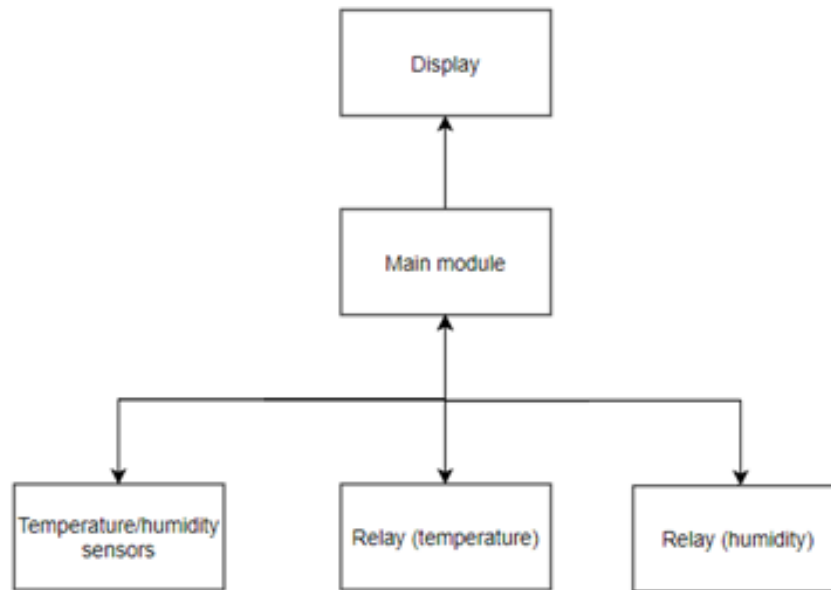 Display
Main module
Temperature/humidity
sensors
Relay (temperature)
Relay (humidity)